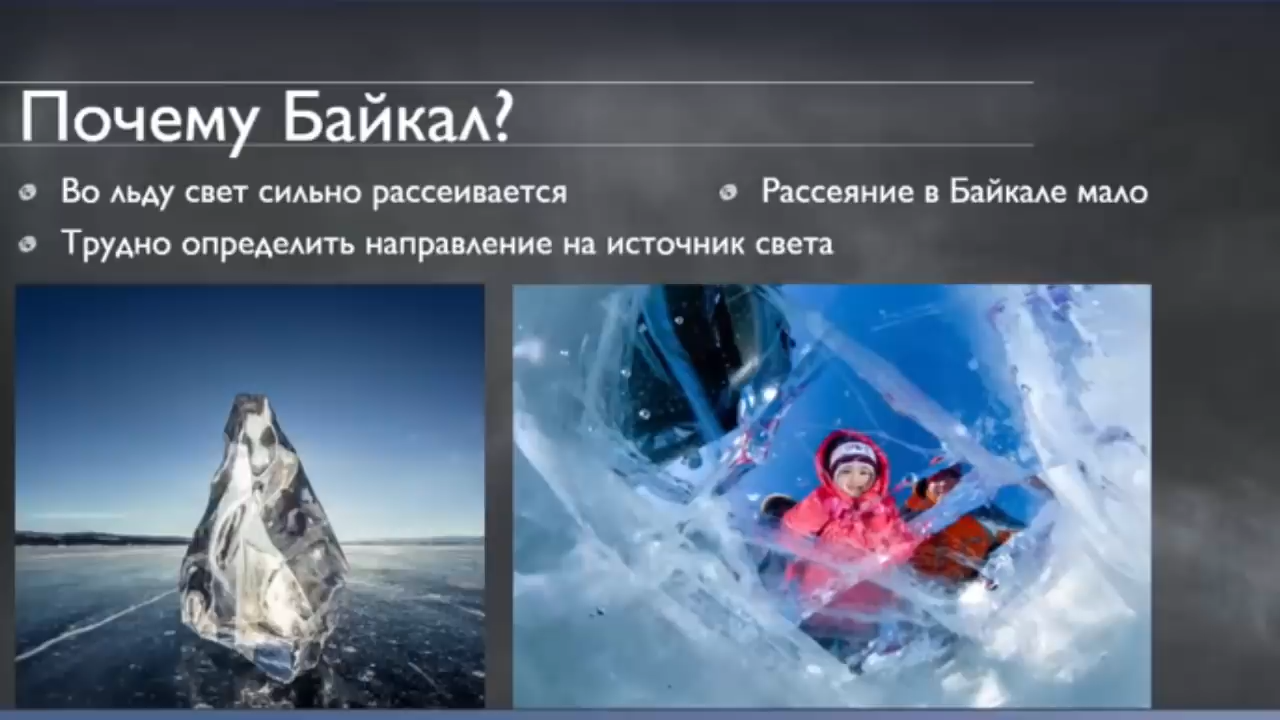 Почему Байкал?
Во льду свет сильно рассеивается
Рассеяние в Байкале мало
Трудно определить направление на источник света